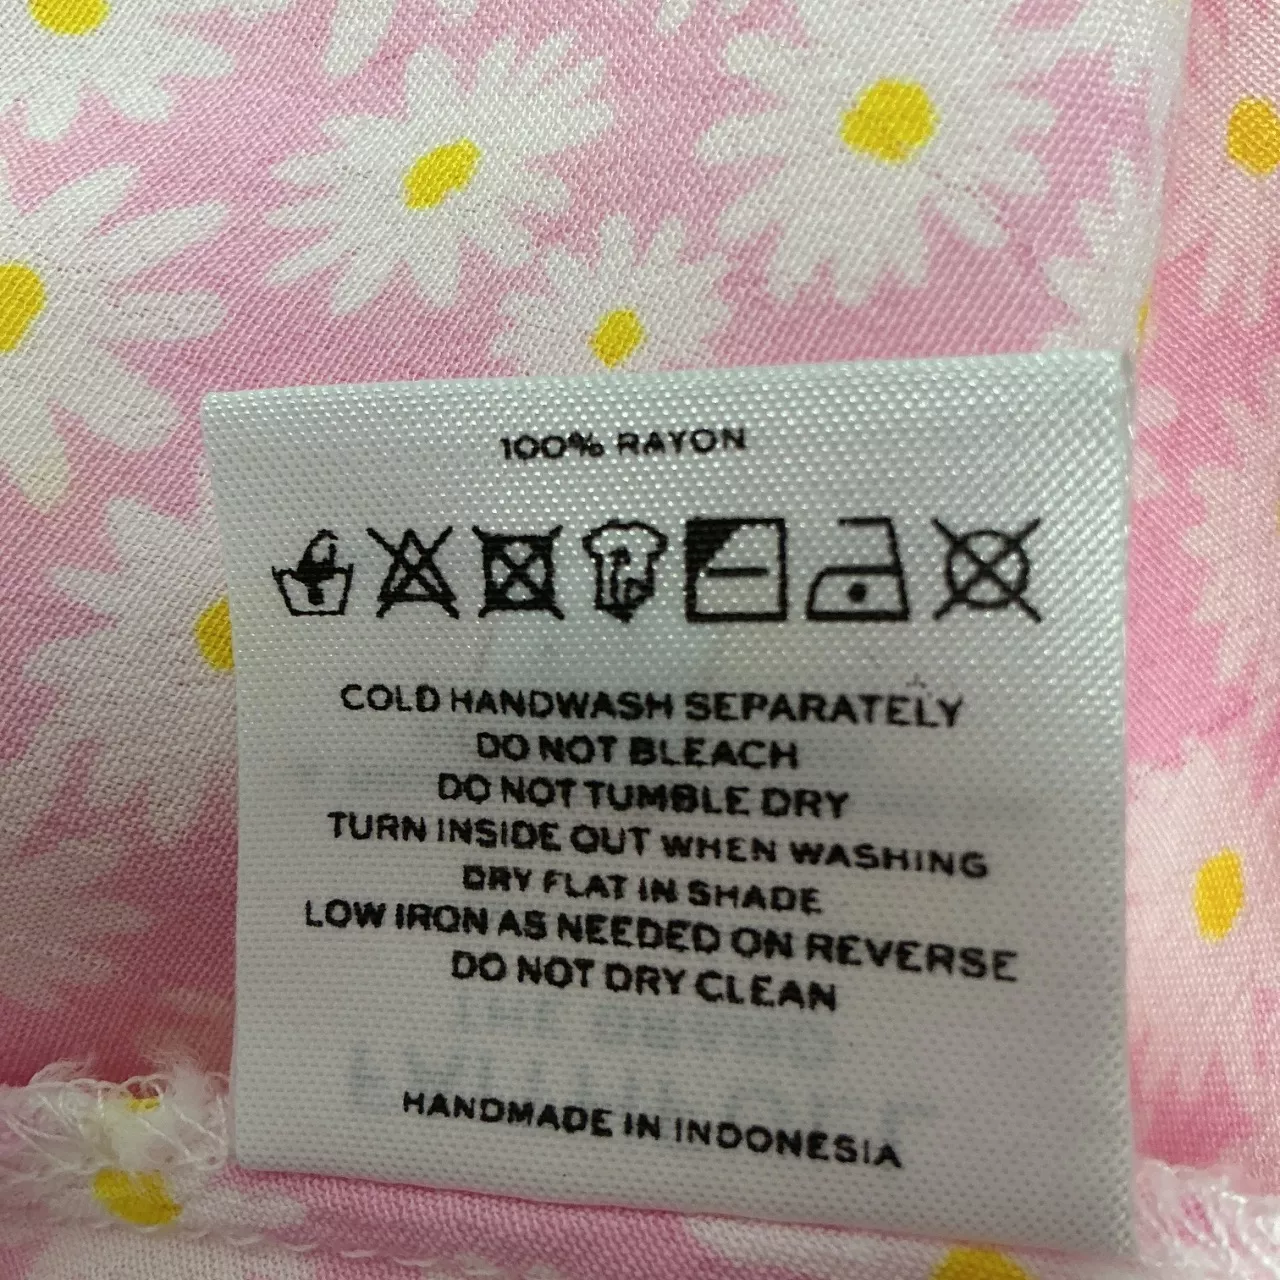 100% RAYON
COLD HANDWASH SEPARATELY
DO NOT BLEACH
DO NOT TUMBLE DRY
TURN INSIDE OUT WHEN WASHING
DRY FLAT IN SHADE
LOW IRON AS NEEDED ON REVERSE
DO NOT DRY CLEAN
HANDMADE IN INDONESIA